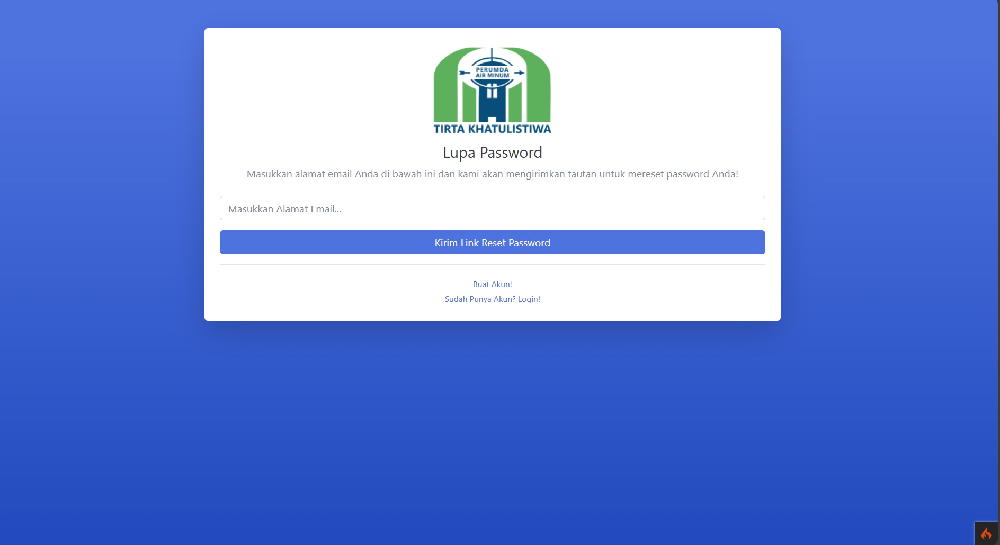 PERUMDA
AIR MINUM
TIRTA KHATULISTIWA
Lupa Password
Masukkan alamat email Anda di bawah ini dan kami akan mengirimkan tautan untuk mereset password Anda!
Masukkan Alamat Email...
Kirim Link Reset Password
Buat Akun!
Sudah Punya Akun? Login!